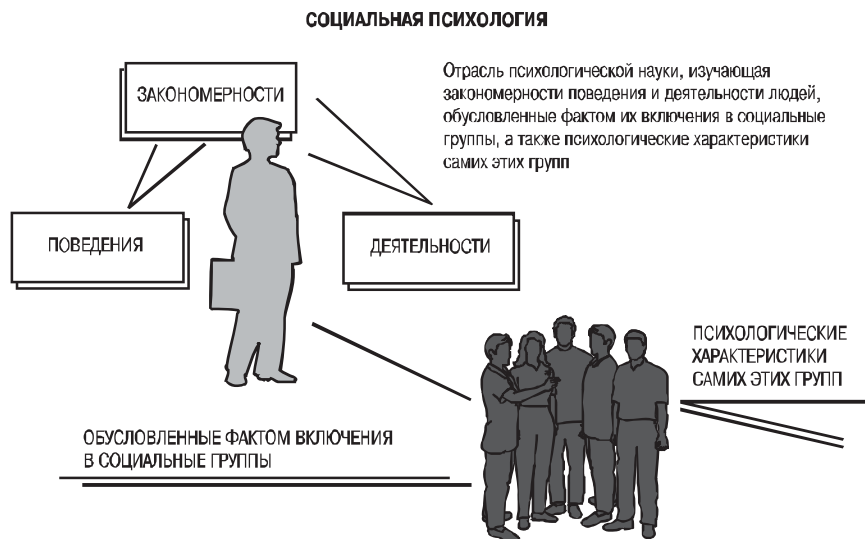 СОЦИАЛЬНАЯ ПСИХОЛОГИЯ
ЗАКОНОМЕРНОСТИ
Отрасль психологической науки, изучающая
закономерности поведения и деятельности людей,
обусловленные фактом их включения в социальные
группы, а также психологические характеристики
самих этих групп
ПОВЕДЕНИЯ
ДЕЯТЕЛЬНОСТИ
ПСИХОЛОГИЧЕСКИЕ
ХАРАКТЕРИСТИКИ
САМИХ ЭТИХ ГРУПП
ОБУСЛОВЛЕННЫЕ ФАКТОМ ВКЛЮЧЕНИЯ
В СОЦИАЛЬНЫЕ ГРУППЫ